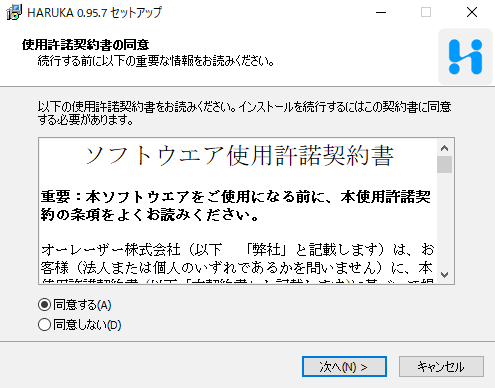 HARUKA 0.95.7 セットアップ
使用許諾契約書の同意
続行する前に以下の重要な情報をお読みください。
以下の使用許諾契約書をお読みください。インストールを続行するにはこの契約書に同意
する必要があります。
ソフトウエア使用許諾契約書
重要：本ソフトウエアをご使用になる前に、本使用許諾契
約の条項をよくお読みください。
オーレーザー株式会社（以下　「弊社」と記載します）は、お
客様（法人または個人のいずれであるかを問いません）に、本
同意する(A)
同意しない(D)
次へ(N) >
キャンセル